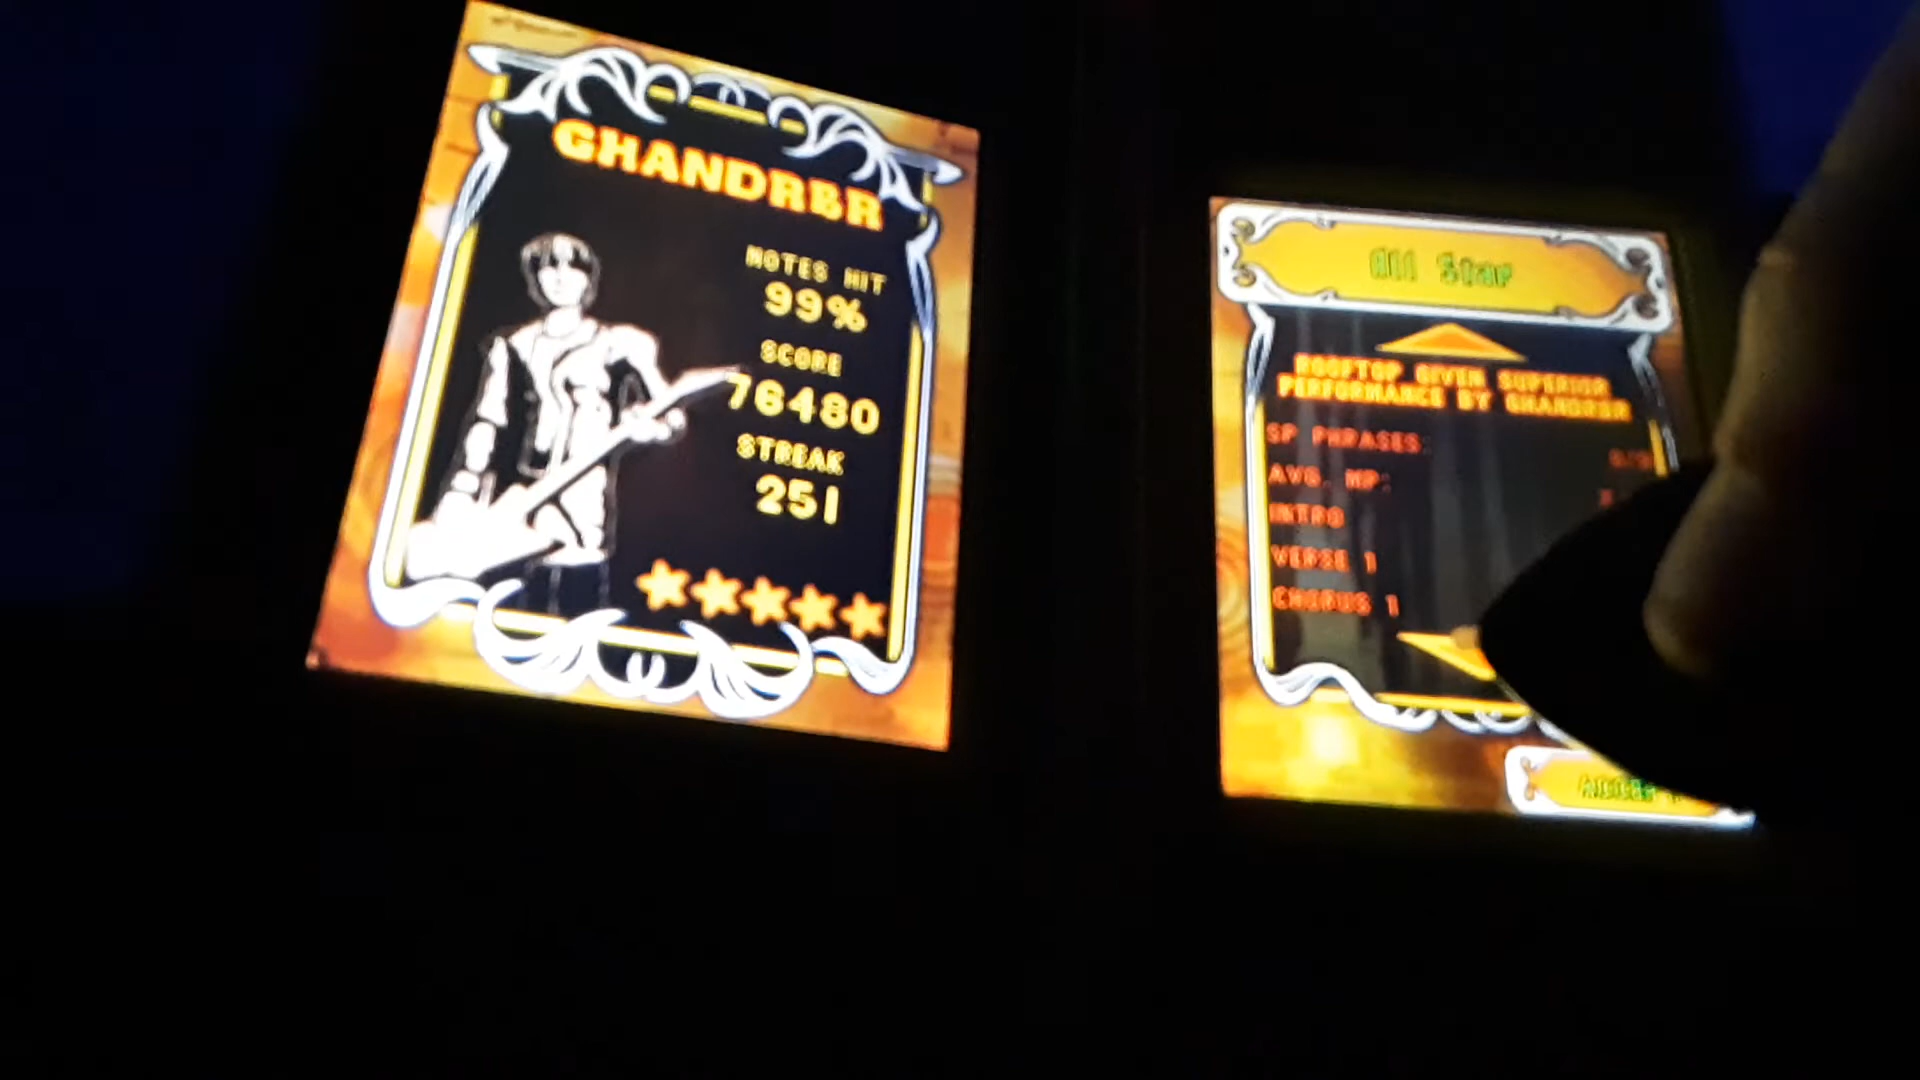 GHANDRBR
NOTES HIT
99%
SCORE
76480
STREAK
251
All Star
ROOFTOP GIVEN SUPERIOR
PERFORMANCE BY GHANDRBR
SP PHRASES:
AVG. MP:
INTRO
VERSE 1
CHORUS 1